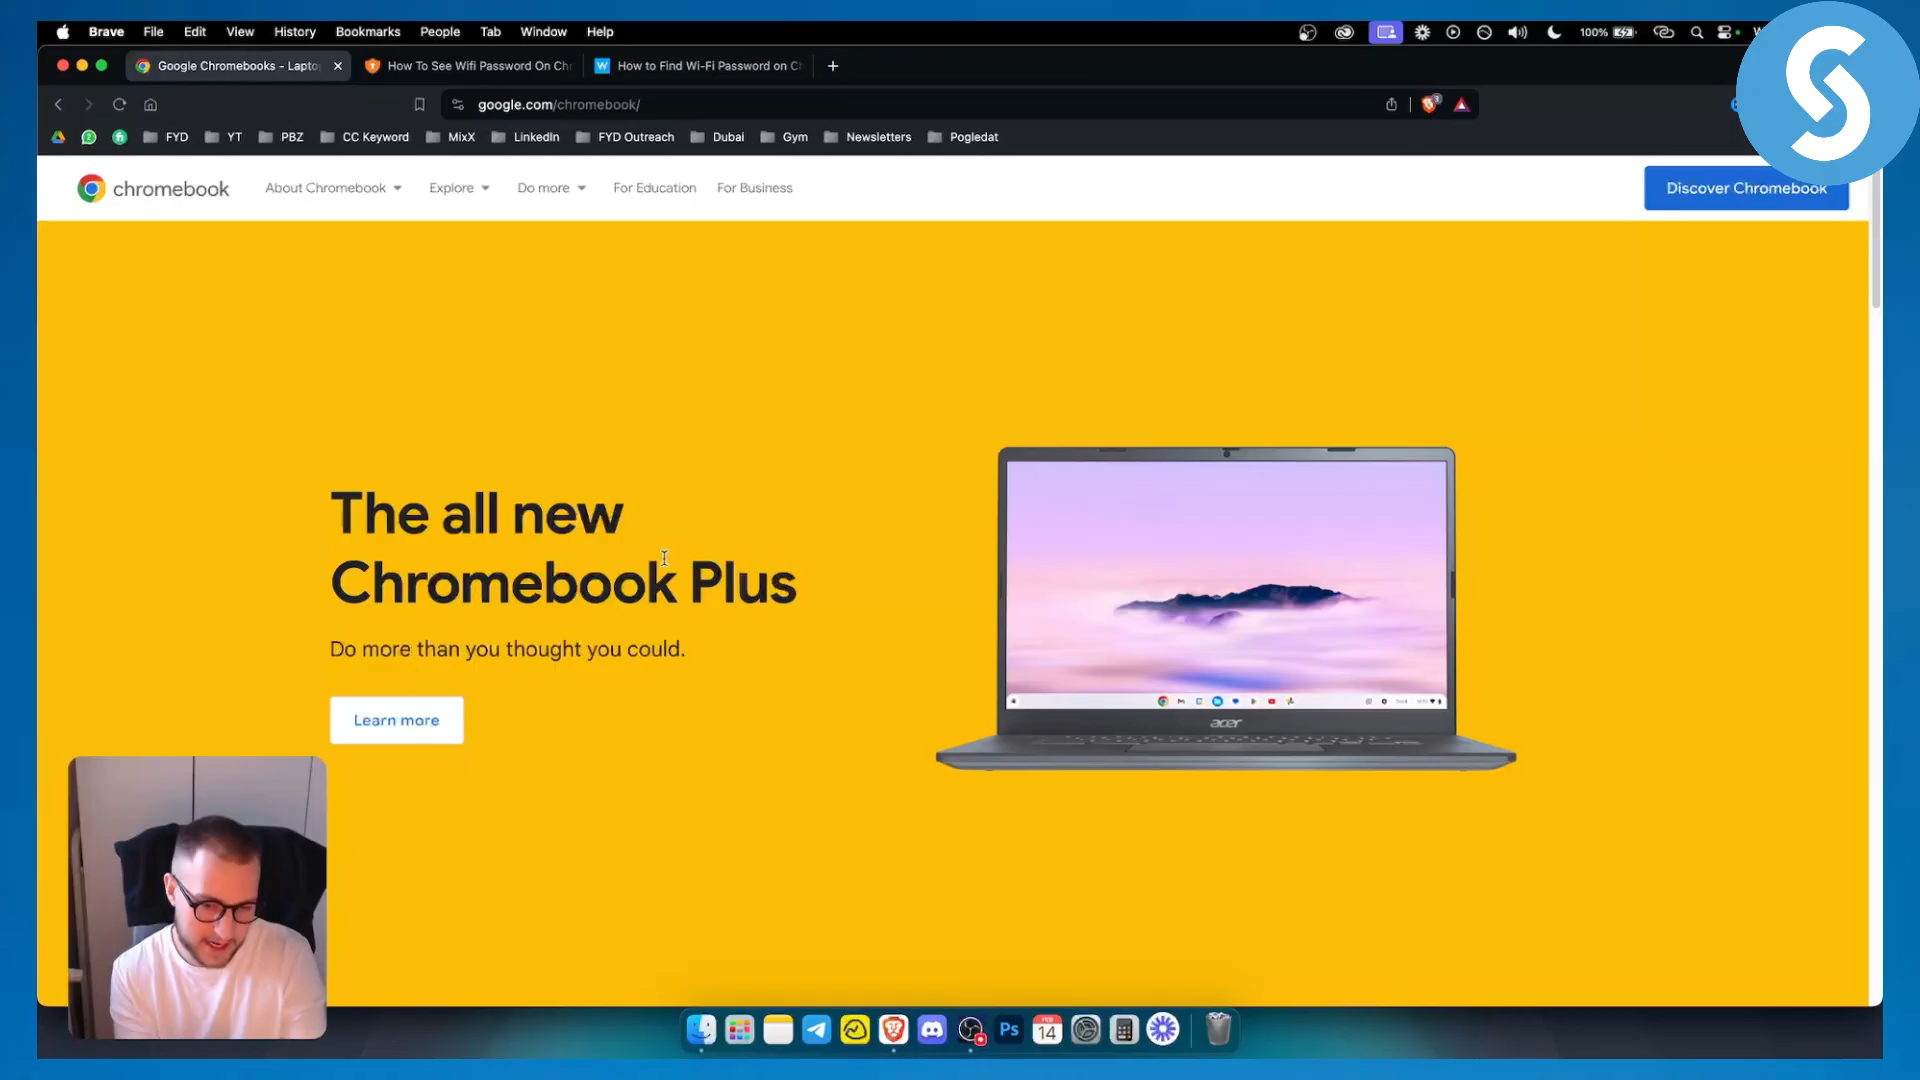 Brave File Edit View History Bookmarks People Tab Window Help 100%
Google Chromebooks - Lapto
How To See Wifi Password On Chr
How to Find Wi-Fi Password on C
google.com/chromebook/
FYD YT PBZ CC Keyword MixX LinkedIn FYD Outreach Dubai Gym Newsletters Pogledat
chromebook About Chromebook Explore Do more For Education For Business Discover Chromebook
The all new
Chromebook Plus
Do more than you thought you could.
Learn more
acer
Ps
FEB
14